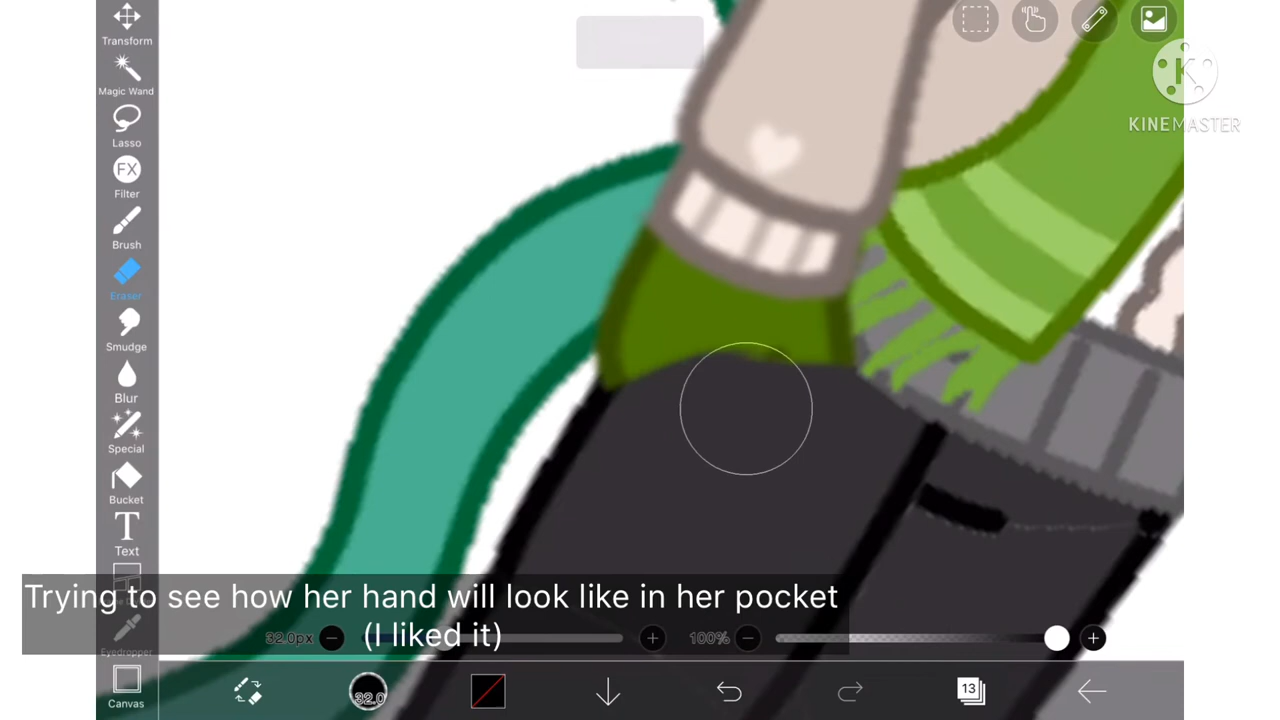 Transform
Magic Wand
Lasso
FX
Filter
Brush
Eraser
Smudge
Blur
Special
Bucket
T
Text
Eyedropper
Canvas
K
KINEMASTER
Trying to see how her hand will look like in her pocket
(I liked it)
32.0px
100%
32.0
13